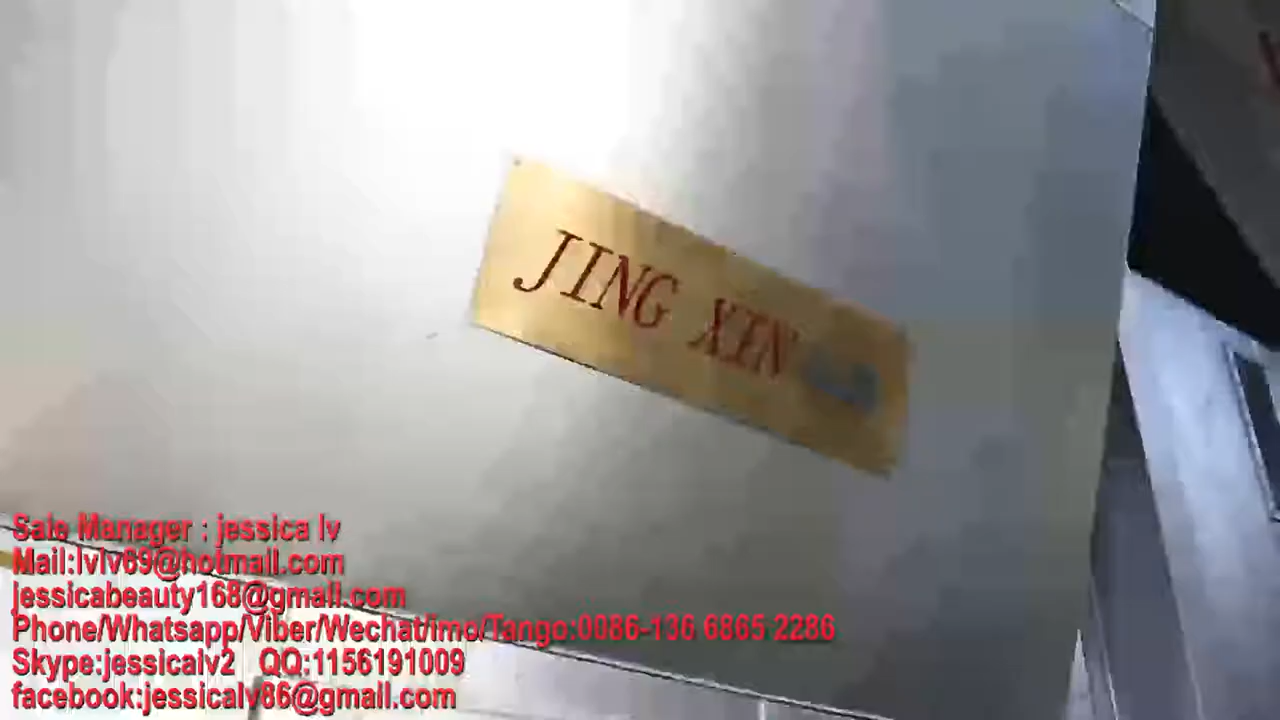 JING XIN
Sale Manager : jessica lv
Mail:lvlv69@hotmail.com
jessicabeauty168@gmail.com
Phone/Whatsapp/Viber/Wechat/imo/Tango:0086-136 6865 2286
Skype:jessicalv2 QQ:1156191009
facebook:jessicalv86@gmail.com